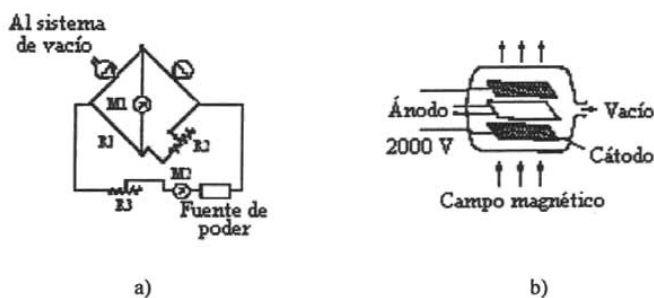 Al sistema
de vacío
M1
R1
R2
M2
R3
Fuente de
poder
a)
Ánodo
2000 V
Vacío
Cátodo
Campo magnético
b)